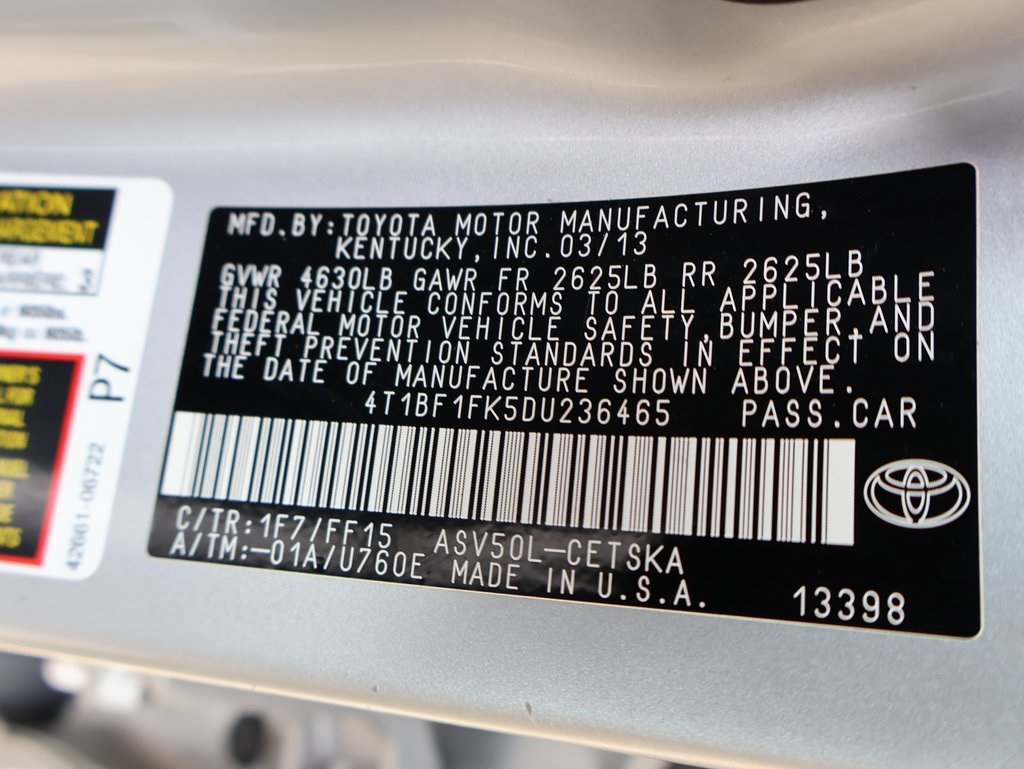 MFD.BY:TOYOTA MOTOR MANUFACTURING,
KENTUCKY,INC.03/13
GVWR 4630LB GAWR FR 2625LB RR 2625LB
THIS VEHICLE CONFORMS TO ALL APPLICABLE
FEDERAL MOTOR VEHICLE SAFETY,BUMPER,AND
THEFT PREVENTION STANDARDS IN EFFECT ON
THE DATE OF MANUFACTURE SHOWN ABOVE.
4T1BF1FK5DU236465 PASS.CAR
C/TR:1F7/FF15 ASV50L-CETSKA
A/TM:-01A/U760E MADE IN U.S.A.
13398
P7
42661-06722
3